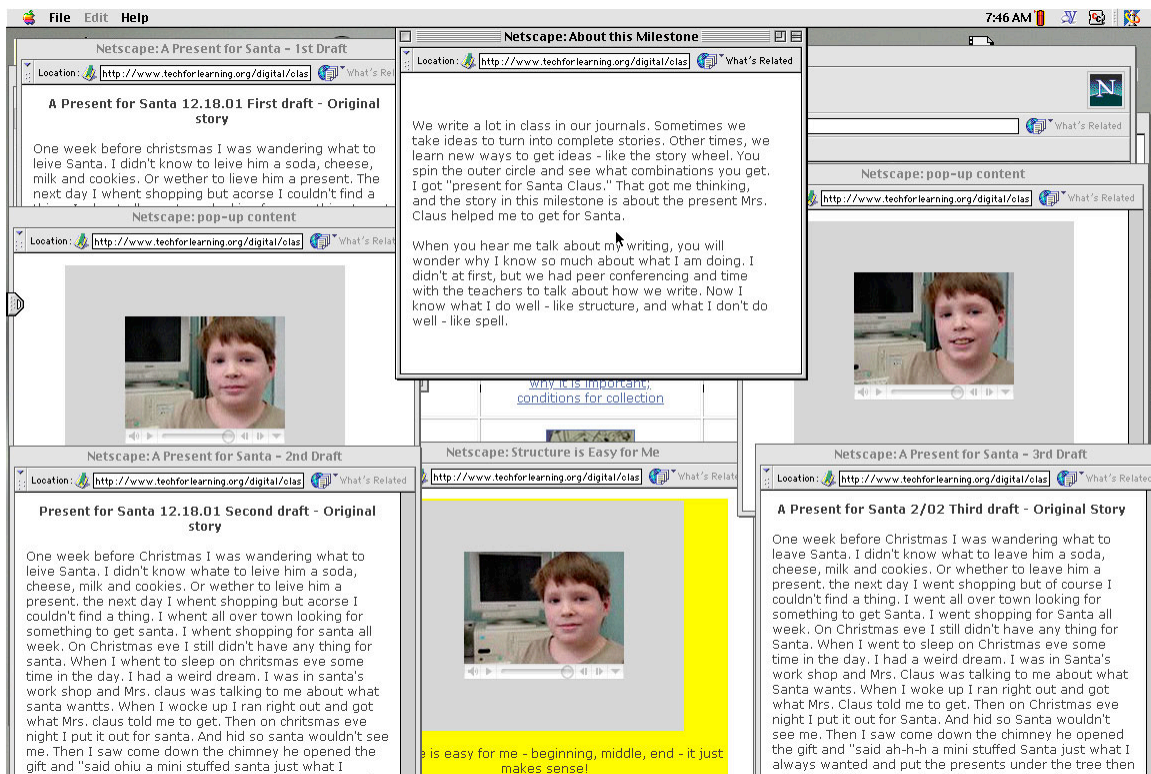 File Edit Help
7:46 AM
Netscape: A Present for Santa - 1st Draft
Location: http://www.techforlearning.org/digital/clas What's Rel
A Present for Santa 12.18.01 First draft - Original
story
One week before christsmas I was wandering what to
leive Santa. I didn't know to leive him a soda, cheese,
milk and cookies. Or wether to lieve him a present. The
next day I whent shopping but acorse I couldn't find a
Netscape: About this Milestone
Location: http://www.techforlearning.org/digital/clas What's Related
We write a lot in class in our journals. Sometimes we
take ideas to turn into complete stories. Other times, we
learn new ways to get ideas - like the story wheel. You
spin the outer circle and see what combinations you get.
I got "present for Santa Claus." That got me thinking,
and the story in this milestone is about the present Mrs.
Claus helped me to get for Santa.
When you hear me talk about my writing, you will
wonder why I know so much about what I am doing. I
didn't at first, but we had peer conferencing and time
with the teachers to talk about how we write. Now I
know what I do well - like structure, and what I don't do
well - like spell.
N
What's Related
Netscape: pop-up content
Location: http://www.techforlearning.org/digital/clas What's Relat
Netscape: pop-up content
http://www.techforlearning.org/digital/clas What's Related
why it is important;
conditions for collection
Netscape: A Present for Santa - 2nd Draft
Location: http://www.techforlearning.org/digital/clas What's Related
Present for Santa 12.18.01 Second draft - Original
story
One week before Christmas I was wandering what to
leive Santa. I didn't know whate to leive him a soda,
cheese, milk and cookies. Or wether to leive him a
present. the next day I whent shopping but acorse I
couldn't find a thing. I whent all over town fooking for
something to get santa. I whent shopping for santa all
week. On Christmas eve I still didn't have any thing for
santa. When I whent to sleep on chritsmas eve some
time in the day. I had a weird dream. I was in santa's
work shop and Mrs. claus was talking to me about what
santa wantts. When I wocke up I ran right out and got
what Mrs. claus told me to get. Then on chritsmas eve
night I put it out for santa. And hid so santa wouldn't see
me. Then I saw come down the chimney he opened the
gift and "said ohiu a mini stuffed santa just what I
Netscape: Structure is Easy for Me
http://www.techforlearning.org/digital/clas What's Related
e is easy for me - beginning, middle, end - it just
makes sense!
Netscape: A Present for Santa - 3rd Draft
Location: http://www.techforlearning.org/digital/clas What's Related
A Present for Santa 2/02 Third draft - Original Story
One week before Christmas I was wandering what to
leave Santa. I didn't know what to leave him a soda,
cheese, milk and cookies. Or whether to leave him a
present. the next day I went shopping but of course I
couldn't find a thing. I went all over town looking for
something to get Santa. I went shopping for Santa all
week. On Christmas eve I still didn't have any thing for
Santa. When I went to sleep on Christmas eve some
time in the day. I had a weird dream. I was in Santa's
work shop and Mrs. Claus was talking to me about what
Santa wants. When I woke up I ran right out and got
what Mrs. Claus told me to get. Then on Christmas eve
night I put it out for Santa. And hid so Santa wouldn't
see me. Then I saw come down the chimney he opened
the gift and "said ah-h-h a mini stuffed Santa just what I
always wanted and put the presents under the tree then